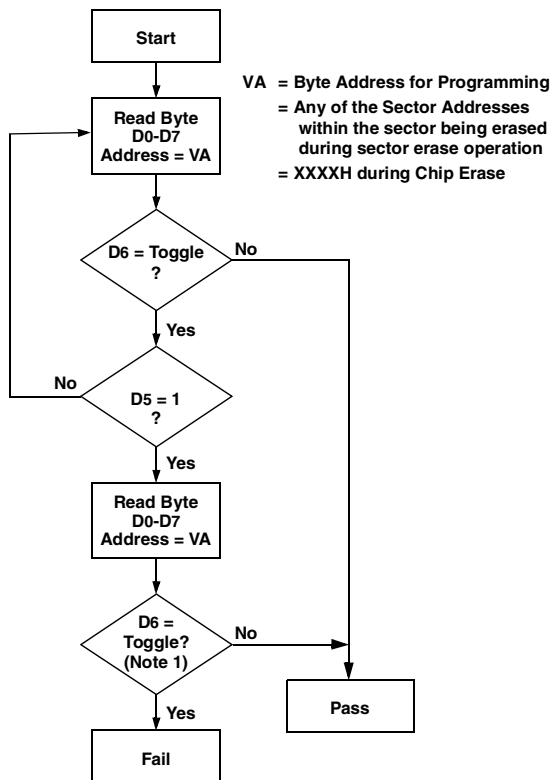 Start
VA = Byte Address for Programming
= Any of the Sector Addresses
within the sector being erased
during sector erase operation
= XXXXH during Chip Erase
Read Byte
D0-D7
Address = VA
D6 = Toggle
?
No
Yes
No
D5 = 1
?
Yes
Read Byte
D0-D7
Address = VA
D6 =
Toggle?
(Note 1)
No
Yes
Pass
Fail